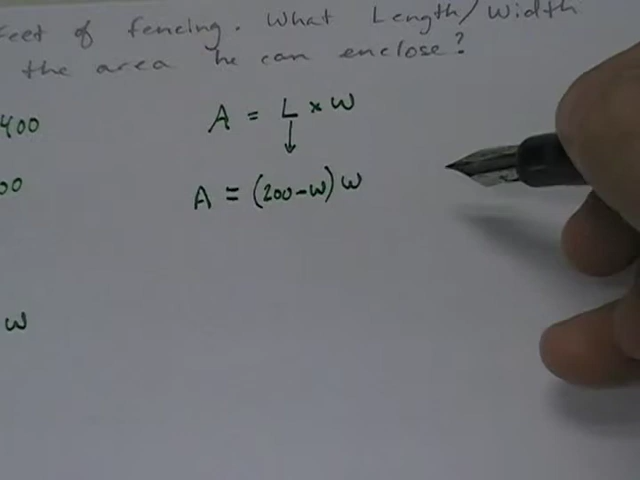 feet of fencing. What Length/Width
the area he can enclose?
400
A = L × W
00
A = (200-W)W
W